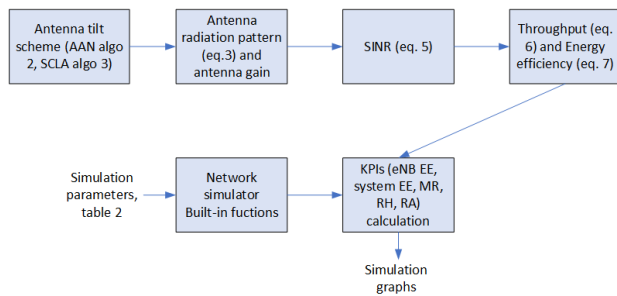 Antenna tilt
scheme (AAN algo
2, SCLA algo 3)
Antenna
radiation pattern
(eq.3) and
antenna gain
SINR (eq. 5)
Throughput (eq.
6) and Energy
efficiency (eq. 7)
Simulation
parameters,
table 2
Network
simulator
Built-in fuctions
KPIs (eNB EE,
system EE, MR,
RH, RA)
calculation
Simulation
graphs